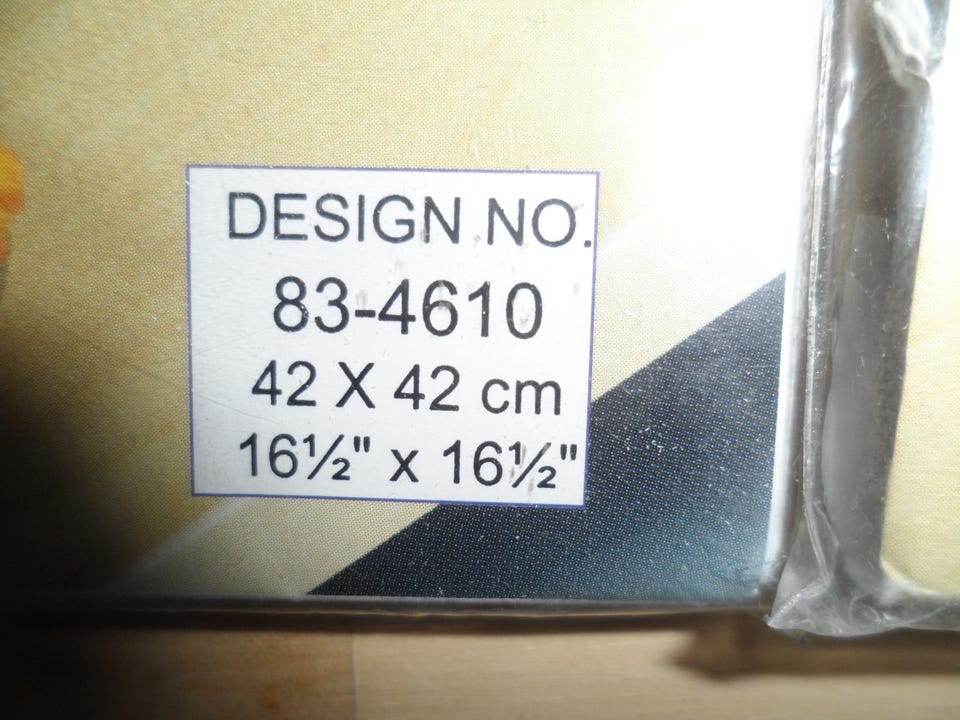 DESIGN NO.
83-4610
42 X 42 cm
16½" x 16½"